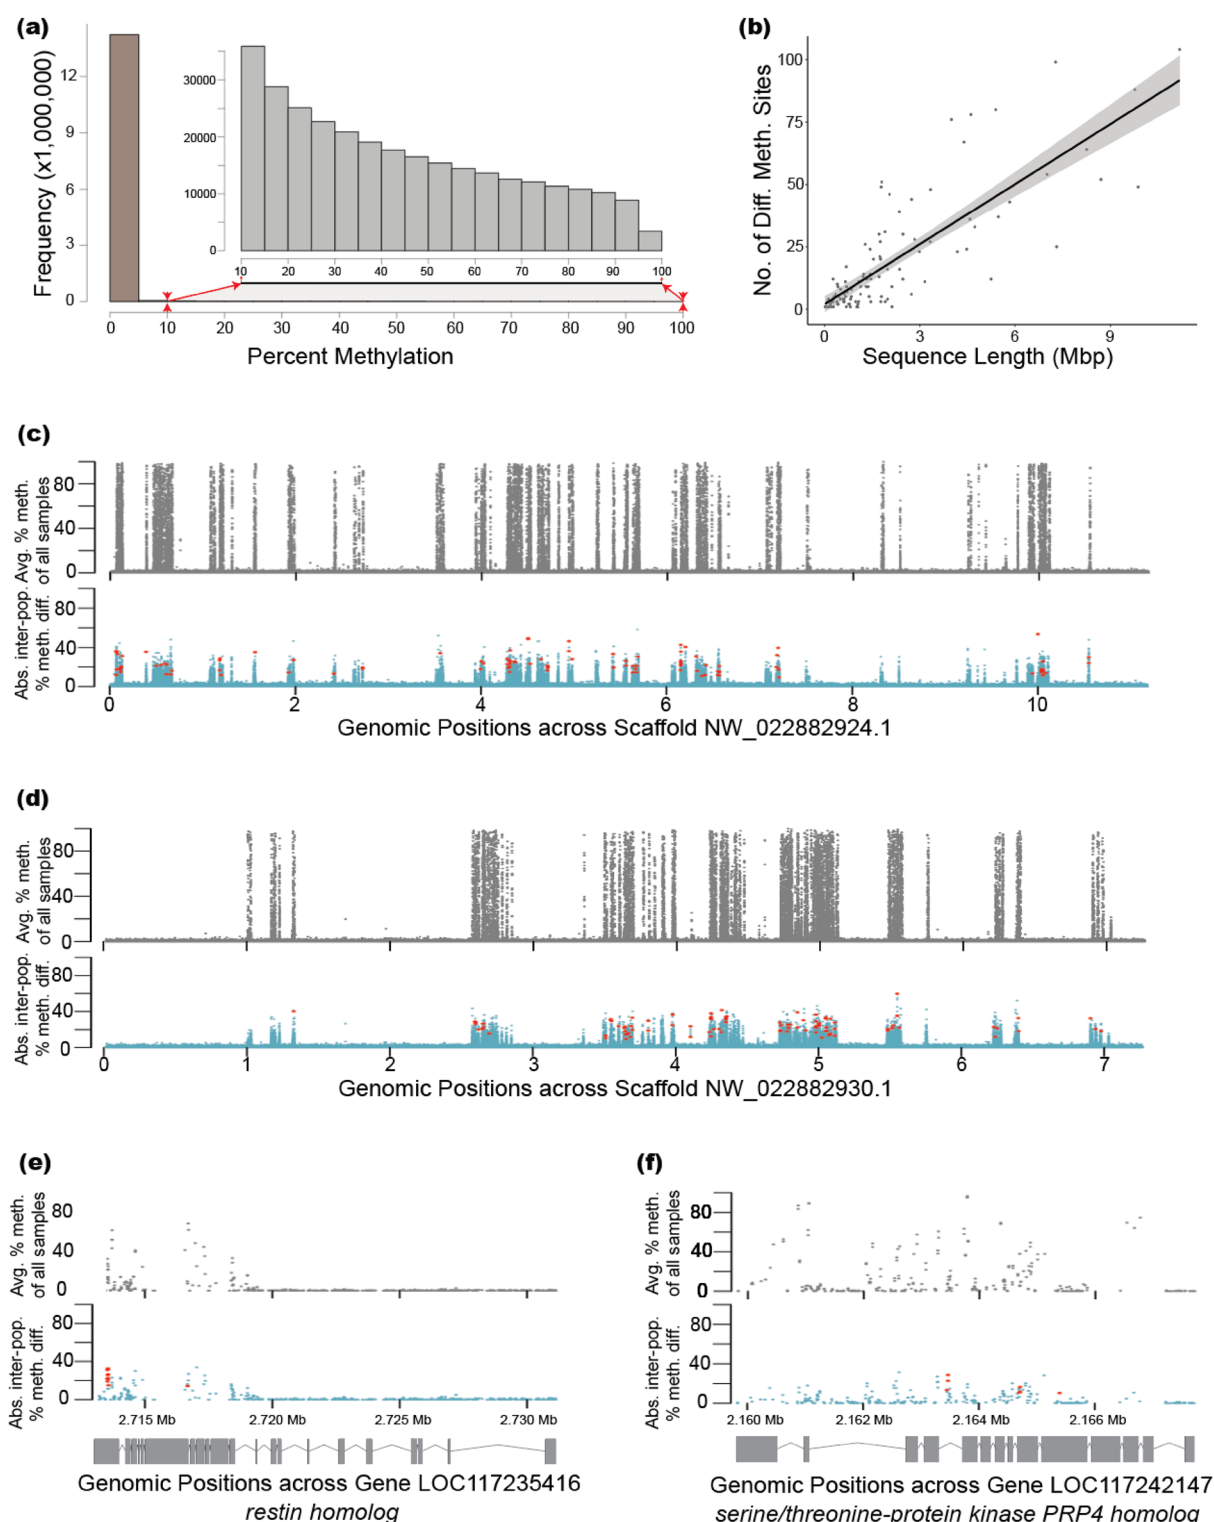 (a)
Frequency (x1,000,000)
12
9
6
3
0
30000
20000
10000
0
10 20 30 40 50 60 70 80 90 100
0 10 20 30 40 50 60 70 80 90 100
Percent Methylation
(b)
No. of Diff. Meth. Sites
100
75
50
25
0
0 3 6 9
Sequence Length (Mbp)
(c)
Avg. % meth.
of all samples
80
40
0
Abs. inter-pop.
% meth. diff.
80
40
0
0 2 4 6 8 10
Genomic Positions across Scaffold NW_022882924.1
(d)
Avg. % meth.
of all samples
80
40
0
Abs. inter-pop.
% meth. diff.
80
40
0
0 1 2 3 4 5 6 7
Genomic Positions across Scaffold NW_022882930.1
(e)
Avg. % meth.
of all samples
80
40
0
Abs. inter-pop.
% meth. diff.
80
40
0
2.715 Mb 2.720 Mb 2.725 Mb 2.730 Mb
Genomic Positions across Gene LOC117235416
restin homolog
(f)
Avg. % meth.
of all samples
80
40
0
Abs. inter-pop.
% meth. diff.
80
40
0
2.160 Mb 2.162 Mb 2.164 Mb 2.166 Mb
Genomic Positions across Gene LOC117242147
serine/threonine-protein kinase PRP4 homolog